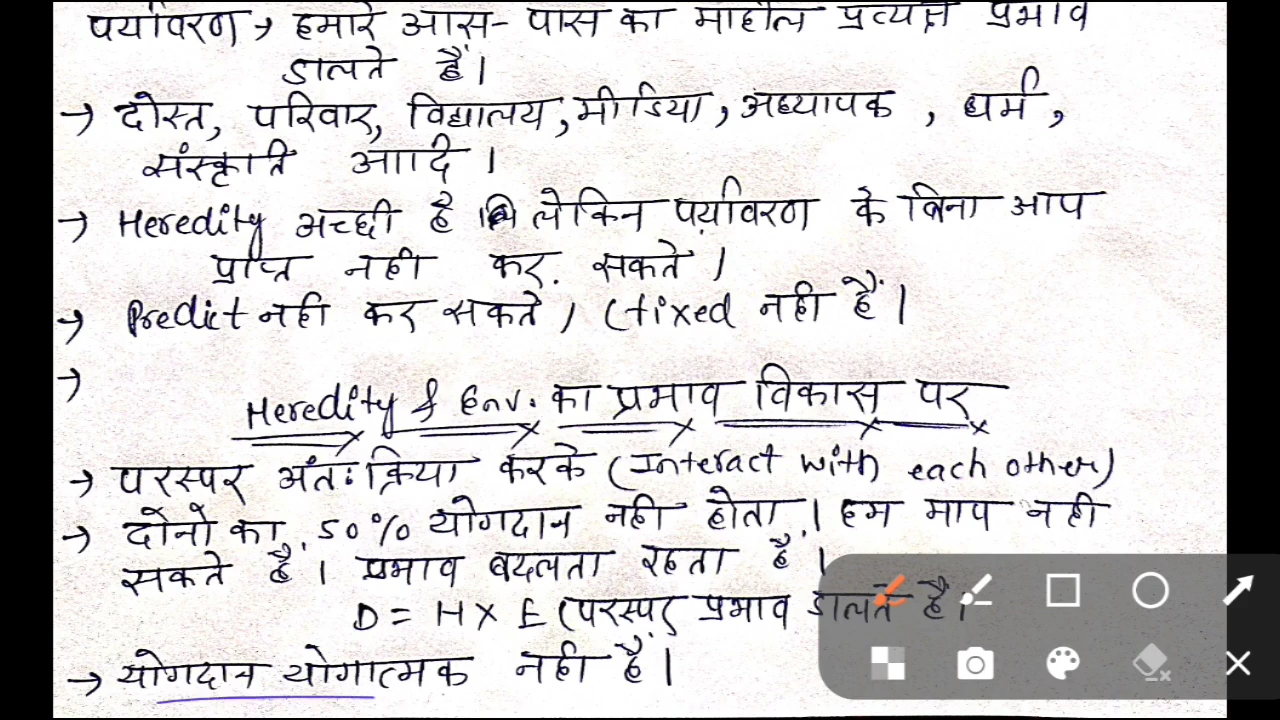 पर्यावरण → हमारे आस-पास का माहौल प्रत्यक्ष प्रभाव
डालते हैं।
→ दोस्त, परिवार, विद्यालय, मीडिया, अध्यापक, धर्म,
संस्कृति आदि।
→ Heredity अच्छी है लेकिन पर्यावरण के बिना आप
प्राप्त नही कर सकते।
→ Predict नही कर सकते। (fixed नही हैं।
→
Heredity & Env. का प्रभाव विकास पर
→ परस्पर अंतः क्रिया करके (Interact with each other)
→ दोनों का 50% योगदान नही होता। हम माप नही
सकते हैं। प्रभाव बदलता रहता है।
D = H X E (परस्पर प्रभाव डालते हैं।
→ योगदान योगात्मक नही हैं।